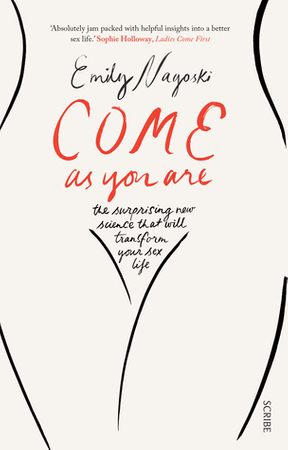 ‘Absolutely jam packed with helpful insights into a better
sex life.’ Sophie Holloway, Ladies Come First
Emily Nagoski
COME
as you are
the surprising new
science that will
transform
your sex
life
SCRIBE